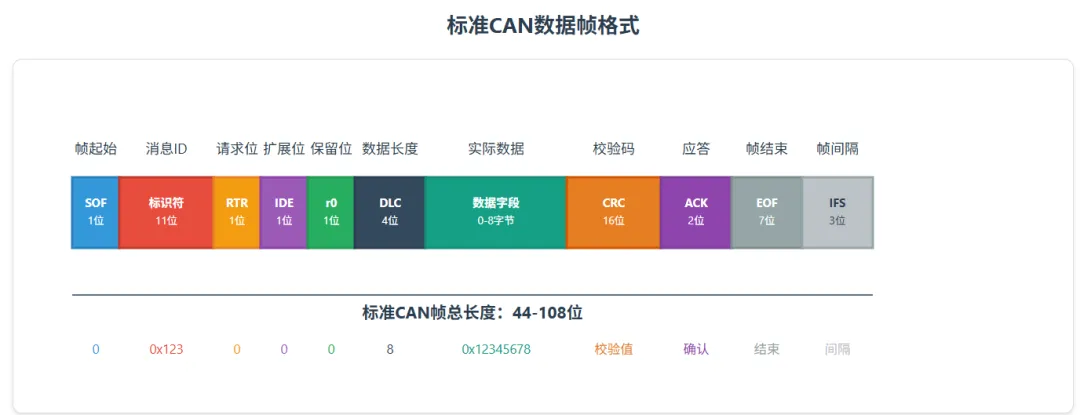 标准CAN数据帧格式
帧起始 消息ID 请求位 扩展位 保留位 数据长度 实际数据 校验码 应答 帧结束 帧间隔
SOF 标识符 RTR IDE r0 DLC 数据字段 CRC ACK EOF IFS
1位 11位 1位 1位 1位 4位 0-8字节 16位 2位 7位 3位
标准CAN帧总长度：44-108位
0 0x123 0 0 0 8 0x12345678 校验值 确认 结束 间隔